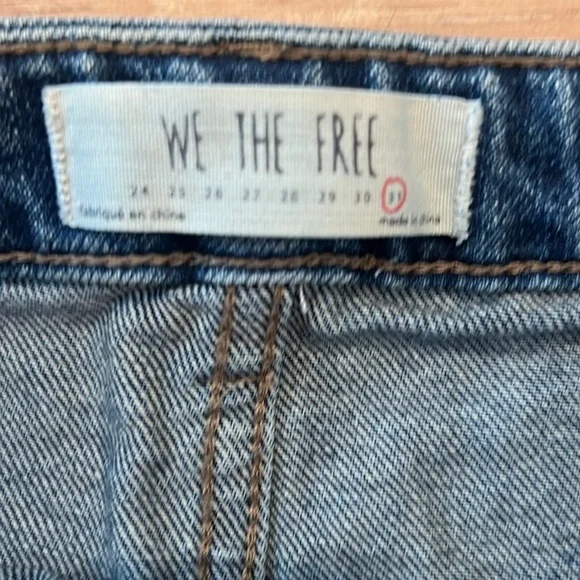 WE THE FREE
24 25 26 27 28 29 30 31
fabriqué en chine made in china